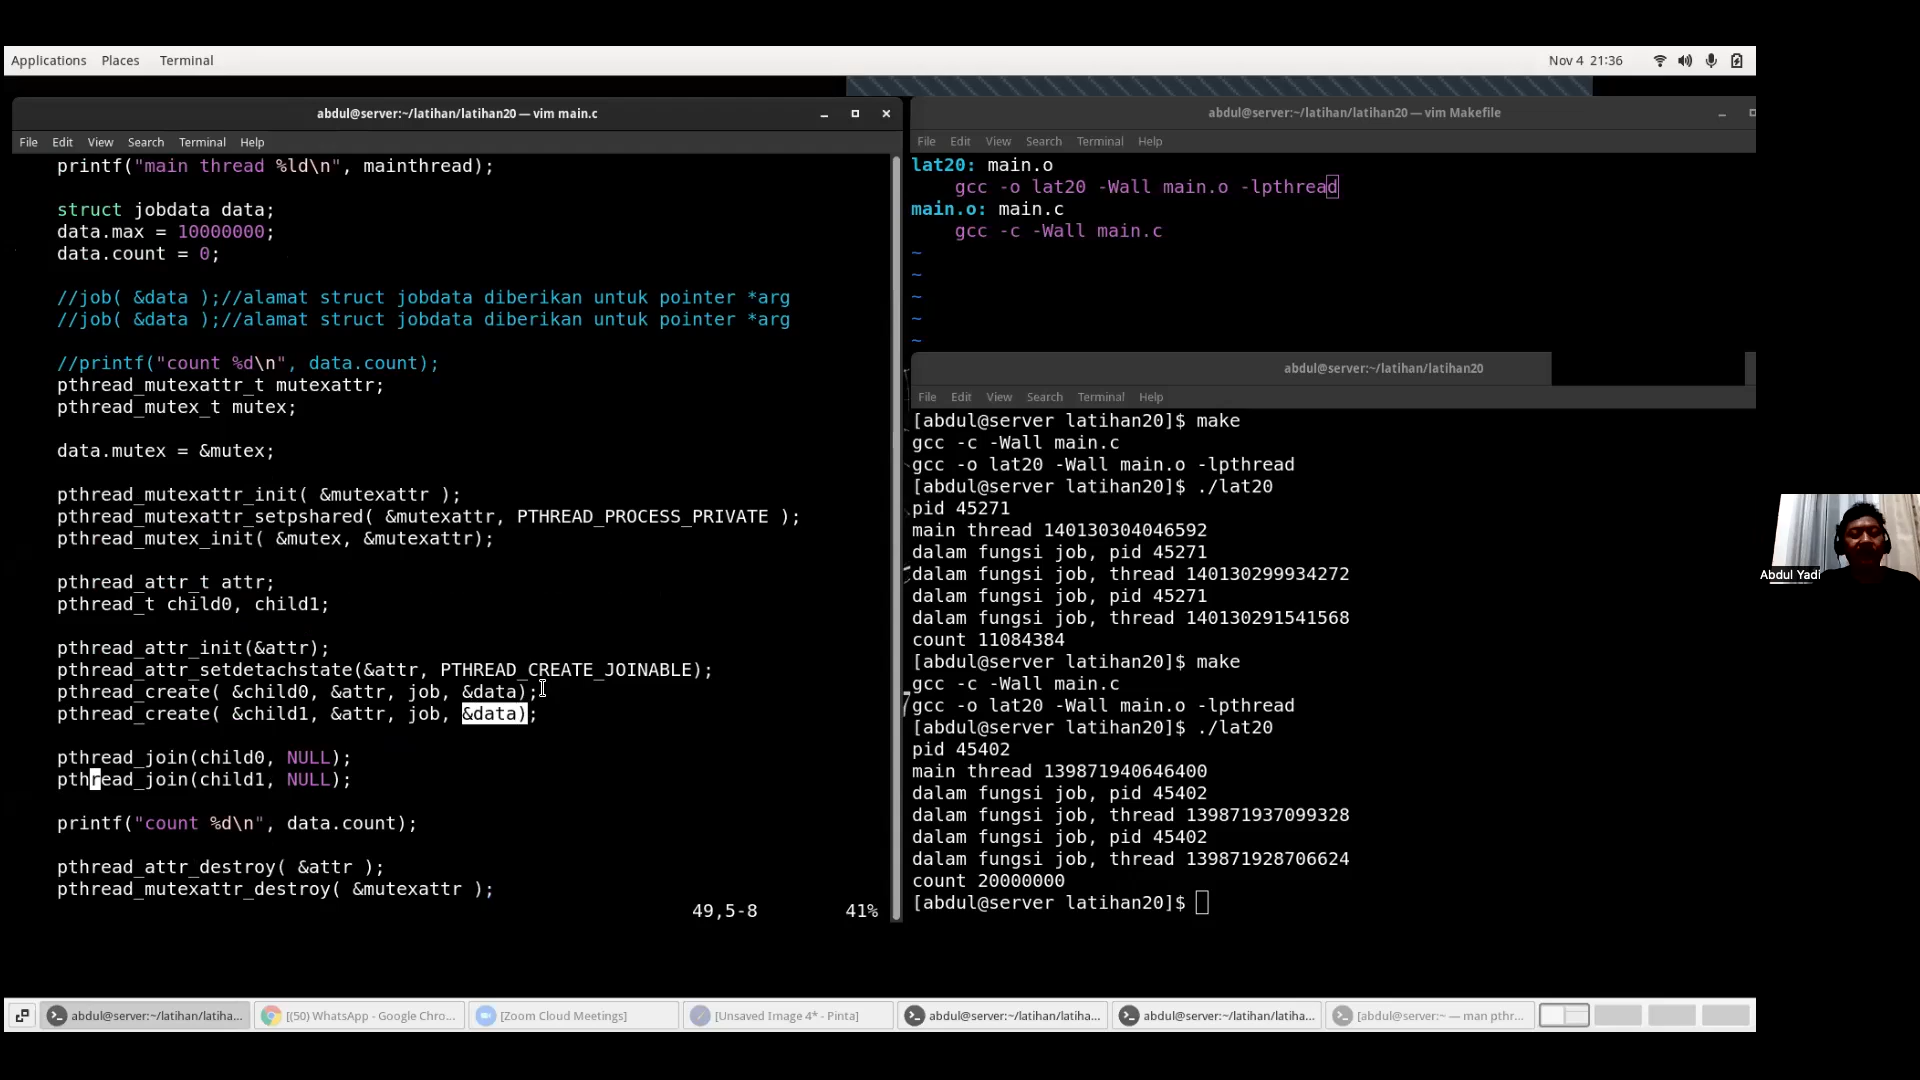 Applications Places Terminal
Nov 4 21:36
abdul@server:~/latihan/latihan20 — vim main.c
File Edit View Search Terminal Help
printf("main thread %ld\n", mainthread);
struct jobdata data;
data.max = 10000000;
data.count = 0;
//job( &data );//alamat struct jobdata diberikan untuk pointer *arg
//job( &data );//alamat struct jobdata diberikan untuk pointer *arg
//printf("count %d\n", data.count);
pthread_mutexattr_t mutexattr;
pthread_mutex_t mutex;
data.mutex = &mutex;
pthread_mutexattr_init( &mutexattr );
pthread_mutexattr_setpshared( &mutexattr, PTHREAD_PROCESS_PRIVATE );
pthread_mutex_init( &mutex, &mutexattr);
pthread_attr_t attr;
pthread_t child0, child1;
pthread_attr_init(&attr);
pthread_attr_setdetachstate(&attr, PTHREAD_CREATE_JOINABLE);
pthread_create( &child0, &attr, job, &data);
pthread_create( &child1, &attr, job, &data);
pthread_join(child0, NULL);
pthread_join(child1, NULL);
printf("count %d\n", data.count);
pthread_attr_destroy( &attr );
pthread_mutexattr_destroy( &mutexattr );
49,5-8 41%
abdul@server:~/latihan/latihan20 — vim Makefile
File Edit View Search Terminal Help
lat20: main.o
gcc -o lat20 -Wall main.o -lpthread
main.o: main.c
gcc -c -Wall main.c
~
~
~
~
~
abdul@server:~/latihan/latihan20
File Edit View Search Terminal Help
[abdul@server latihan20]$ make
gcc -c -Wall main.c
gcc -o lat20 -Wall main.o -lpthread
[abdul@server latihan20]$ ./lat20
pid 45271
main thread 140130304046592
dalam fungsi job, pid 45271
dalam fungsi job, thread 140130299934272
dalam fungsi job, pid 45271
dalam fungsi job, thread 140130291541568
count 11084384
[abdul@server latihan20]$ make
gcc -c -Wall main.c
gcc -o lat20 -Wall main.o -lpthread
[abdul@server latihan20]$ ./lat20
pid 45402
main thread 139871940646400
dalam fungsi job, pid 45402
dalam fungsi job, thread 139871937099328
dalam fungsi job, pid 45402
dalam fungsi job, thread 139871928706624
count 20000000
[abdul@server latihan20]$
Abdul Yadi
abdul@server:~/latihan/latiha...
[(50) WhatsApp - Google Chro...
[Zoom Cloud Meetings]
[Unsaved Image 4* - Pinta]
abdul@server:~/latihan/latiha...
abdul@server:~/latihan/latiha...
[abdul@server:~ — man pthr...